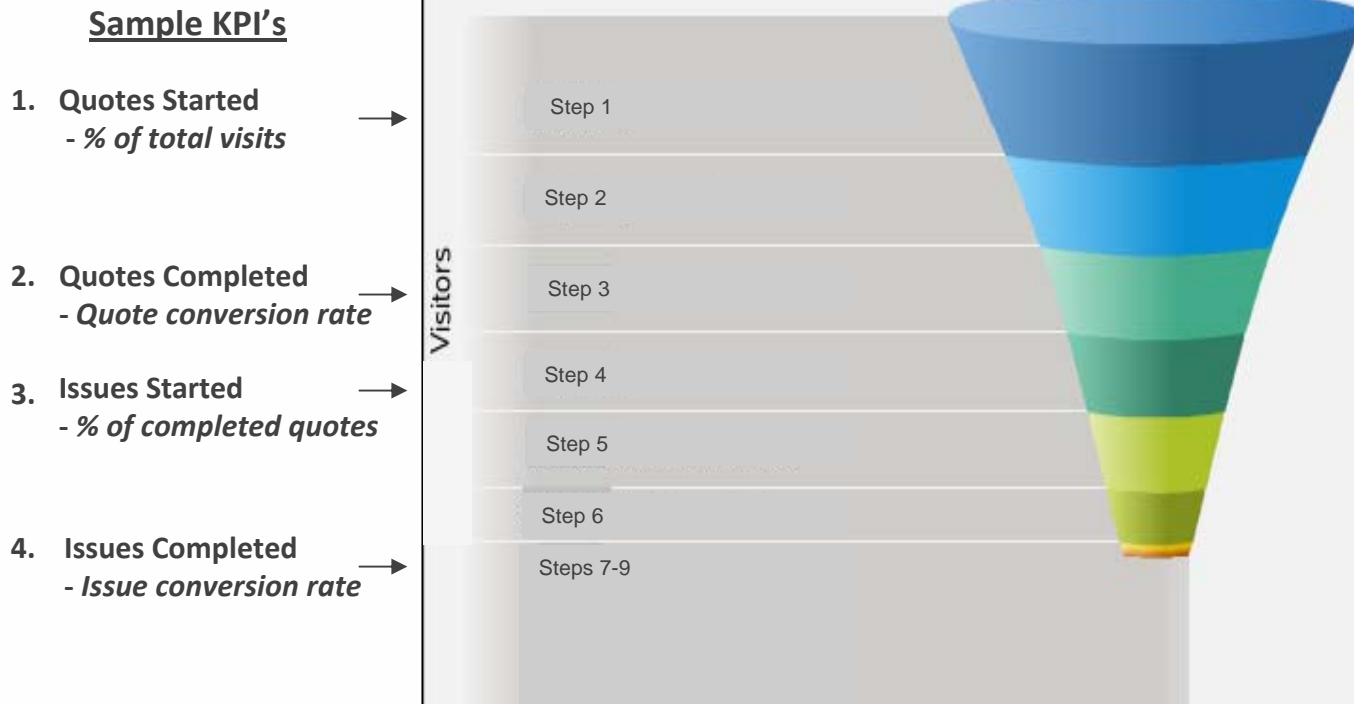 Sample KPI's
1. Quotes Started
- % of total visits
2. Quotes Completed
- Quote conversion rate
3. Issues Started
- % of completed quotes
4. Issues Completed
- Issue conversion rate
Visitors
Step 1
Step 2
Step 3
Step 4
Step 5
Step 6
Steps 7-9